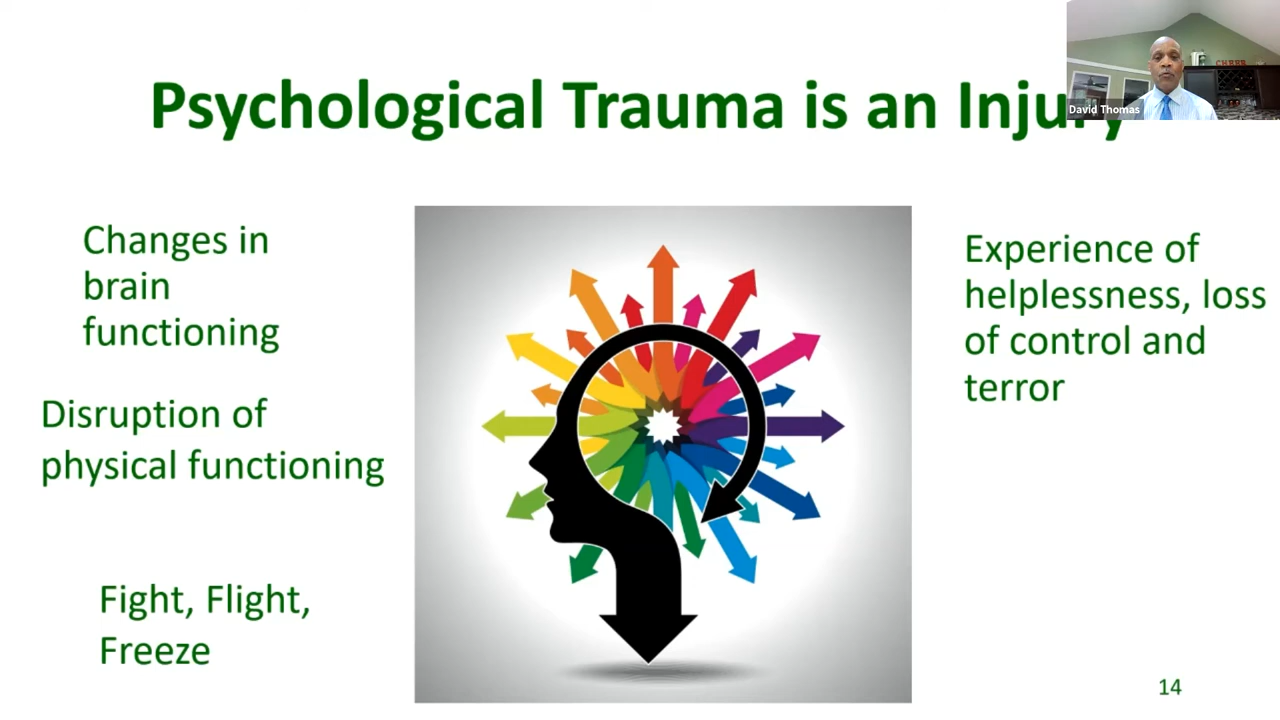 Psychological Trauma is an Injury
David Thomas
Changes in
brain
functioning
Disruption of
physical functioning
Fight, Flight,
Freeze
Experience of
helplessness, loss
of control and
terror
14